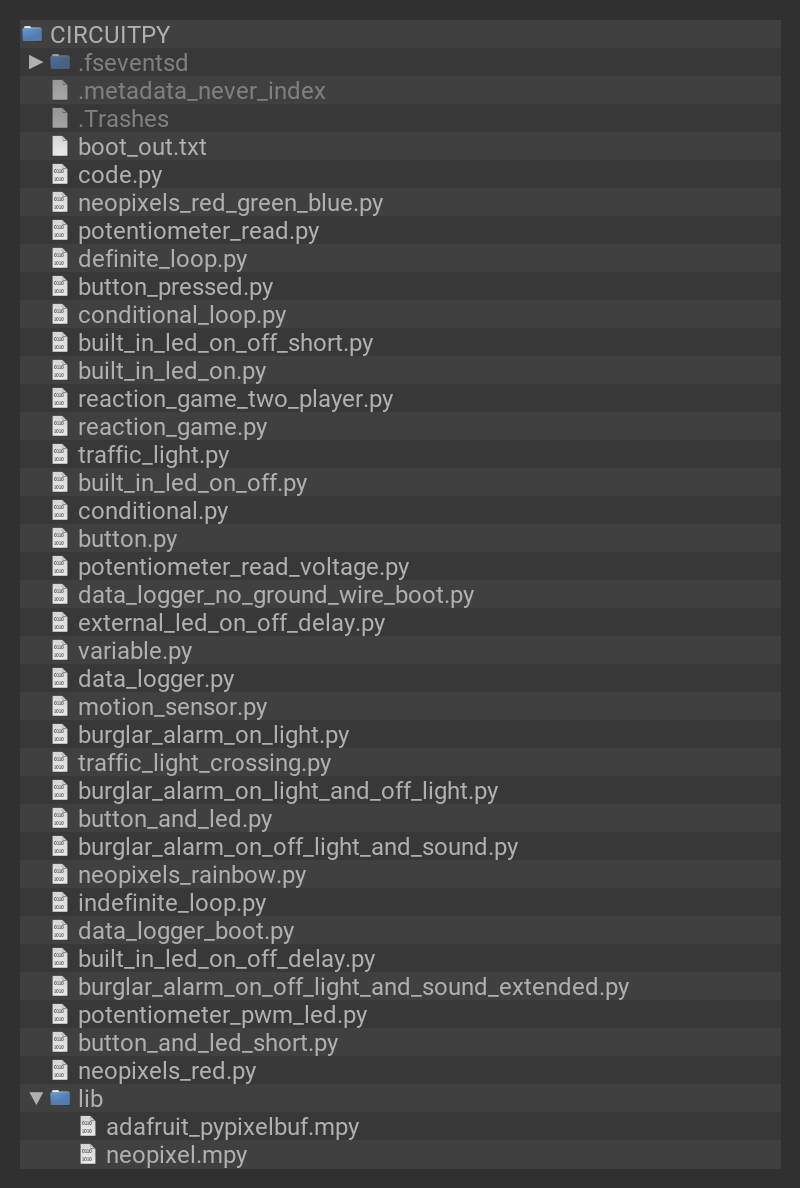 CIRCUITPY
.fseventsd
.metadata_never_index
.Trashes
boot_out.txt
code.py
neopixels_red_green_blue.py
potentiometer_read.py
definite_loop.py
button_pressed.py
conditional_loop.py
built_in_led_on_off_short.py
built_in_led_on.py
reaction_game_two_player.py
reaction_game.py
traffic_light.py
built_in_led_on_off.py
conditional.py
button.py
potentiometer_read_voltage.py
data_logger_no_ground_wire_boot.py
external_led_on_off_delay.py
variable.py
data_logger.py
motion_sensor.py
burglar_alarm_on_light.py
traffic_light_crossing.py
burglar_alarm_on_light_and_off_light.py
button_and_led.py
burglar_alarm_on_off_light_and_sound.py
neopixels_rainbow.py
indefinite_loop.py
data_logger_boot.py
built_in_led_on_off_delay.py
burglar_alarm_on_off_light_and_sound_extended.py
potentiometer_pwm_led.py
button_and_led_short.py
neopixels_red.py
lib
adafruit_pypixelbuf.mpy
neopixel.mpy